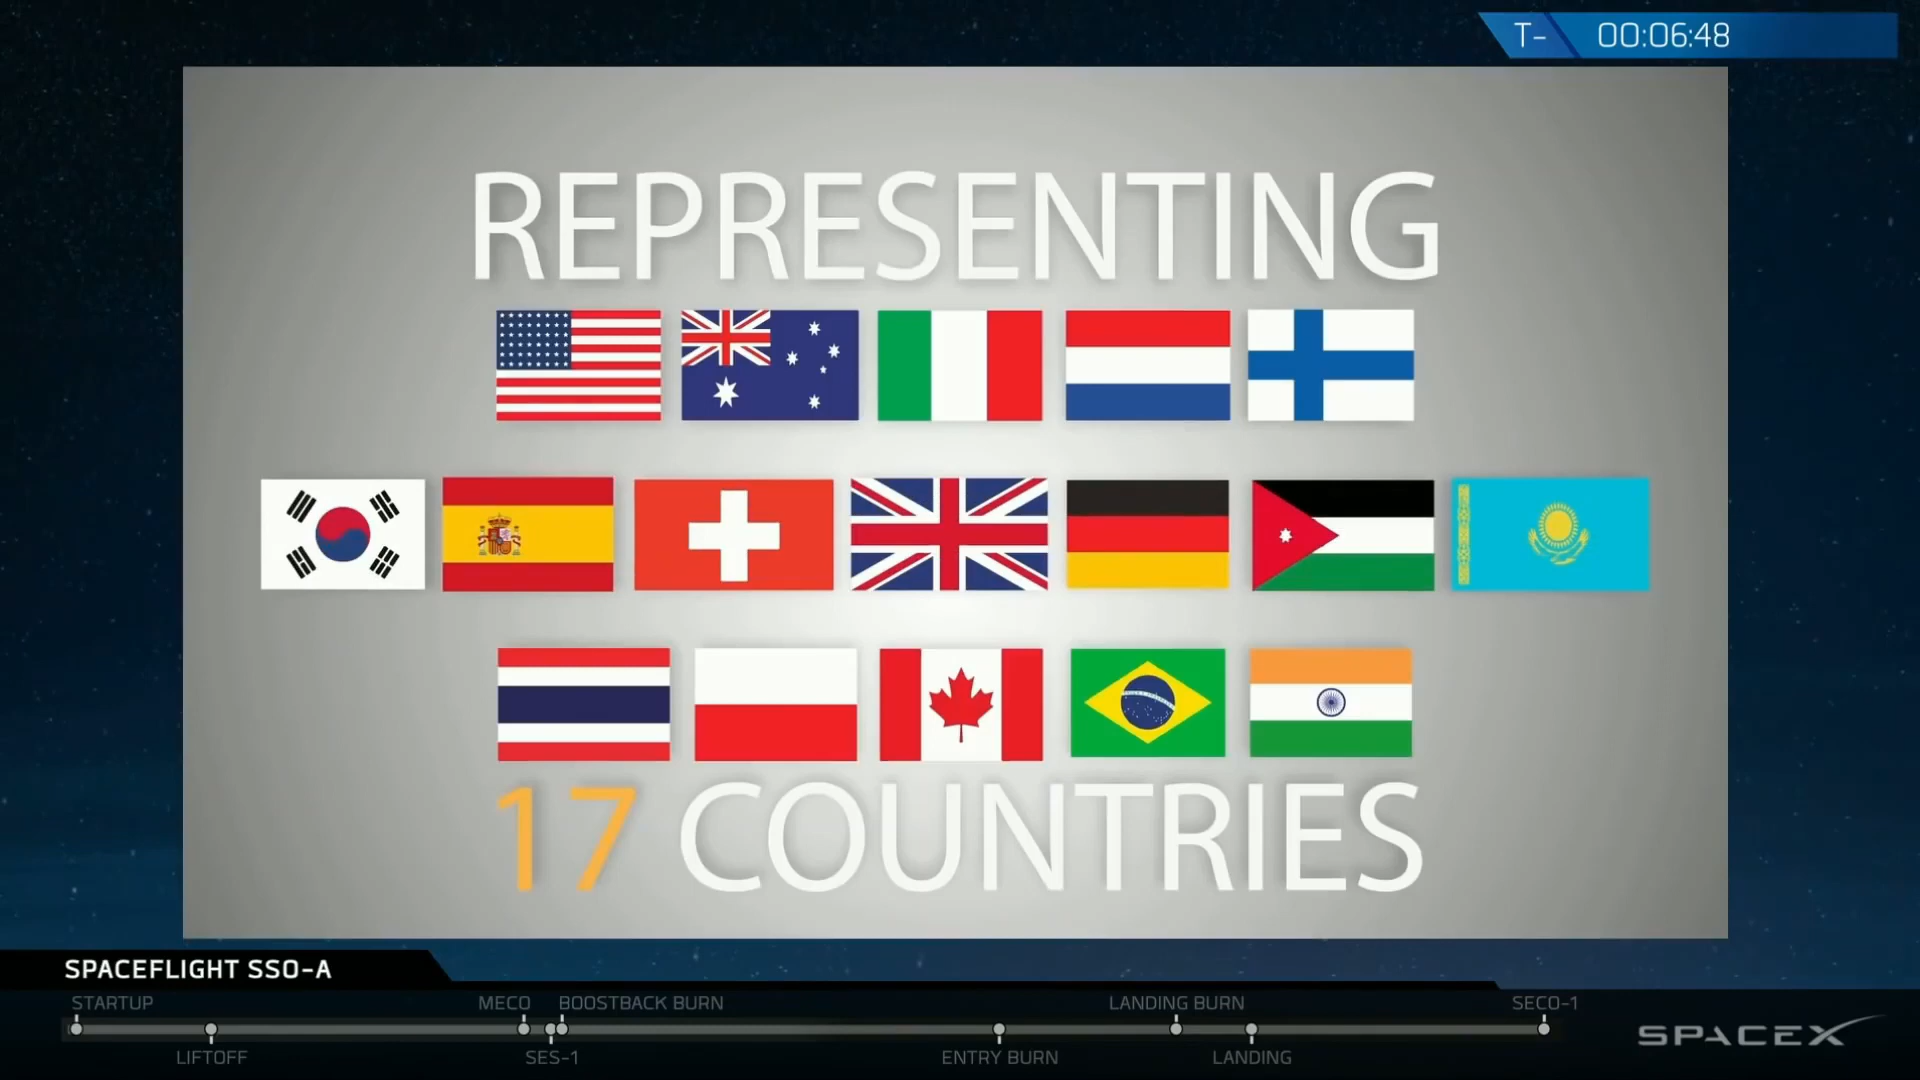 T- 00:06:48
REPRESENTING
17 COUNTRIES
SPACEFLIGHT SSO-A
STARTUP
MECO
BOOSTBACK BURN
LANDING BURN
SECO-1
LIFTOFF
SES-1
ENTRY BURN
LANDING
SPACEX